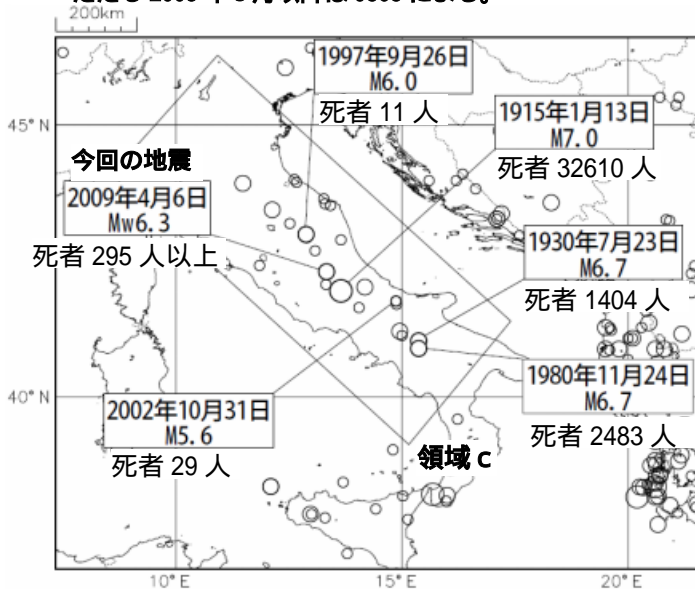 200km
1997年9月26日
M6.0
死者 11 人
1915年1月13日
M7.0
死者 32610 人
45° N
今回の地震
2009年4月6日
Mw6.3
死者 295 人以上
1930年7月23日
M6.7
死者 1404 人
1980年11月24日
M6.7
死者 2483 人
40° N
2002年10月31日
M5.6
死者 29 人
領域 c
10° E
15° E
20° E